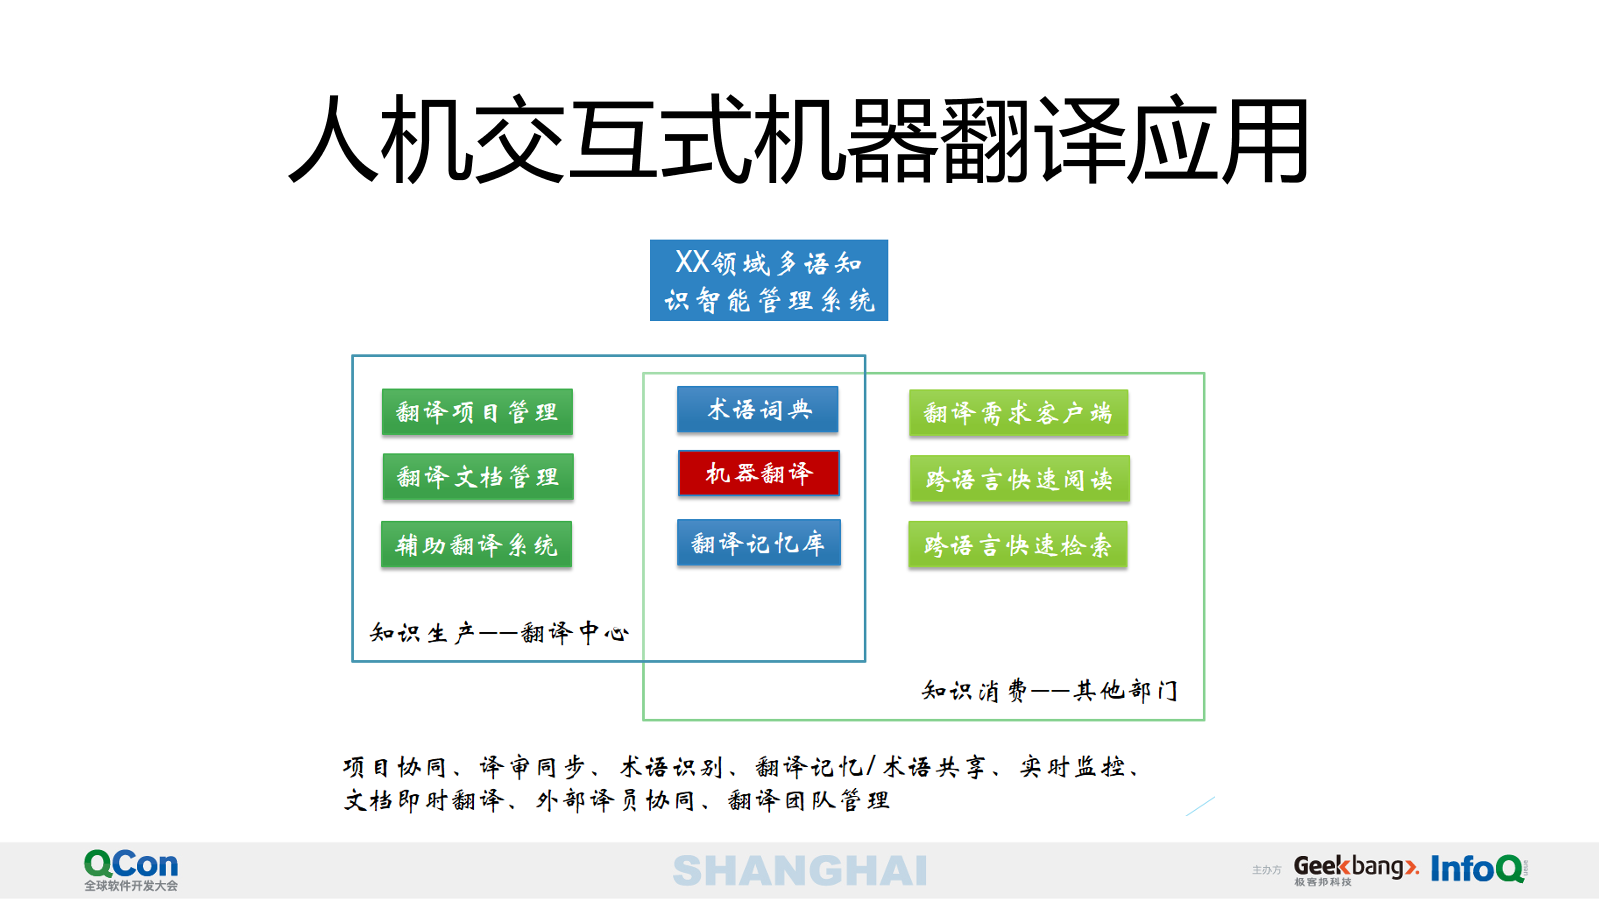 人机交互式机器翻译应用
XX领域多语知
识智能管理系统
翻译项目管理
术语词典
翻译需求客户端
翻译文档管理
机器翻译
跨语言快速阅读
辅助翻译系统
翻译记忆库
跨语言快速检索
知识生产——翻译中心
知识消费——其他部门
项目协同、译审同步、术语识别、翻译记忆/术语共享、实时监控、
文档即时翻译、外部译员协同、翻译团队管理
QCon
全球软件开发大会
SHANGHAI
主办方
Geekbang
极客邦科技
InfoQ